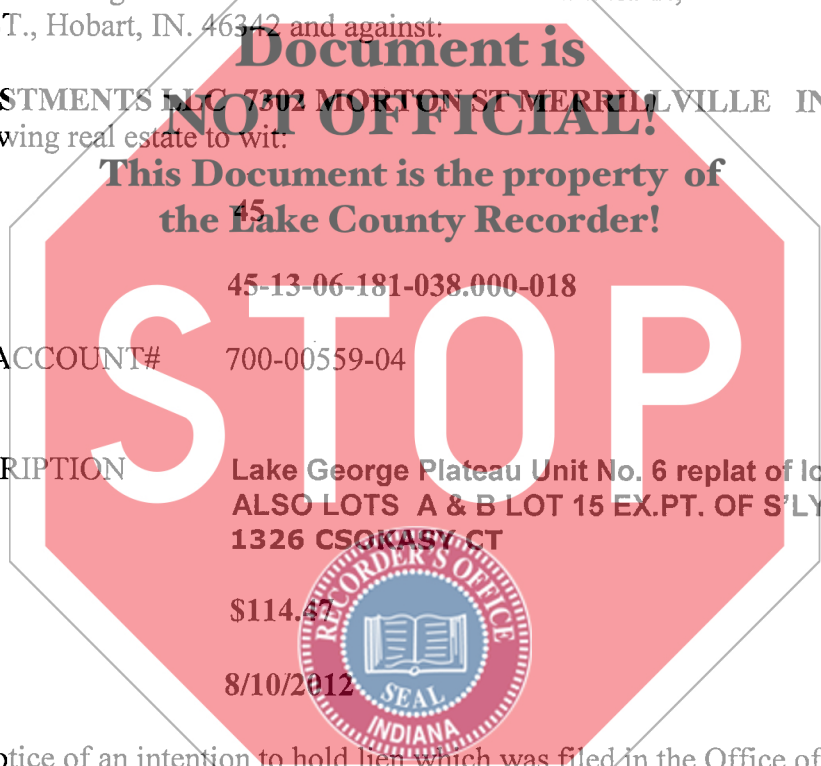 T., Hobart, IN. 46342 and against:
Document is
STMENTS LLC 7302 MORTON ST MERRILLVILLE IN
NOT OFFICIAL!
wing real estate to wit:
This Document is the property of
45
the Lake County Recorder!
45-13-06-181-038.000-018
STOP
ACCOUNT# 700-00559-04
RIPTION Lake George Plateau Unit No. 6 replat of lo
ALSO LOTS A & B LOT 15 EX.PT. OF S'LY
1326 CSOKASY CT
RECORDER'S OFFICE
$114.47
8/10/2012
SEAL
INDIANA
otice of an intention to hold lien which was filed in the Office of